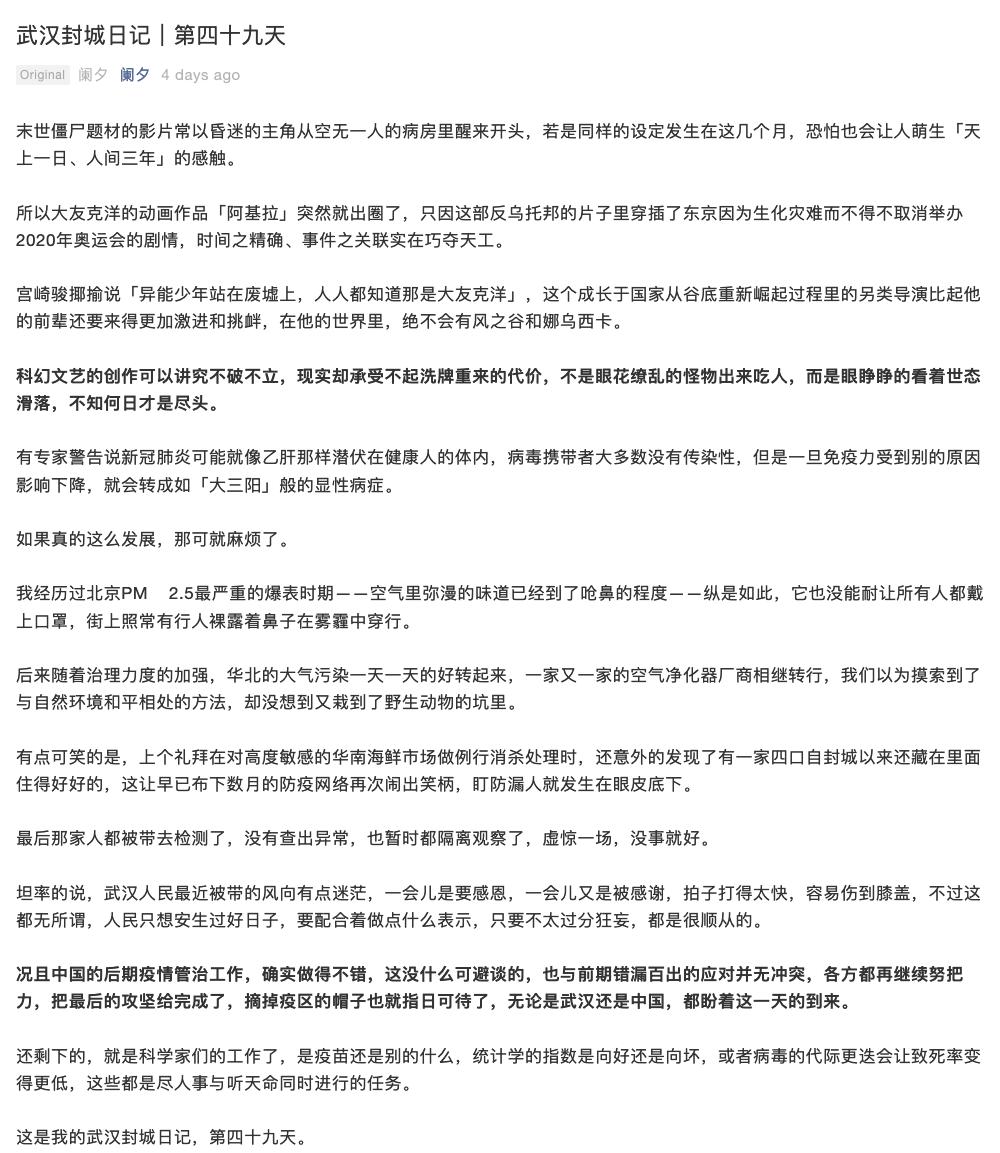 武汉封城日记｜第四十九天
Original 阑夕 阑夕 4 days ago
末世僵尸题材的影片常以昏迷的主角从空无一人的病房里醒来开头，若是同样的设定发生在这几个月，恐怕也会让人萌生「天
上一日、人间三年」的感触。
所以大友克洋的动画作品「阿基拉」突然就出圈了，只因这部反乌托邦的片子里穿插了东京因为生化灾难而不得不取消举办
2020年奥运会的剧情，时间之精确、事件之关联实在巧夺天工。
宫崎骏揶揄说「异能少年站在废墟上，人人都知道那是大友克洋」，这个成长于国家从谷底重新崛起过程里的另类导演比起他
的前辈还要来得更加激进和挑衅，在他的世界里，绝不会有风之谷和娜乌西卡。
科幻文艺的创作可以讲究不破不立，现实却承受不起洗牌重来的代价，不是眼花缭乱的怪物出来吃人，而是眼睁睁的看着世态
滑落，不知何日才是尽头。
有专家警告说新冠肺炎可能就像乙肝那样潜伏在健康人的体内，病毒携带者大多数没有传染性，但是一旦免疫力受到别的原因
影响下降，就会转成如「大三阳」般的显性病症。
如果真的这么发展，那可就麻烦了。
我经历过北京PM 2.5最严重的爆表时期——空气里弥漫的味道已经到了呛鼻的程度——纵是如此，它也没能耐让所有人都戴
上口罩，街上照常有行人裸露着鼻子在雾霾中穿行。
后来随着治理力度的加强，华北的大气污染一天一天的好转起来，一家又一家的空气净化器厂商相继转行，我们以为摸索到了
与自然环境和平相处的方法，却没想到又栽到了野生动物的坑里。
有点可笑的是，上个礼拜在对高度敏感的华南海鲜市场做例行消杀处理时，还意外的发现了有一家四口自封城以来还藏在里面
住得好好的，这让早已布下数月的防疫网络再次闹出笑柄，盯防漏人就发生在眼皮底下。
最后那家人都被带去检测了，没有查出异常，也暂时都隔离观察了，虚惊一场，没事就好。
坦率的说，武汉人民最近被带的风向有点迷茫，一会儿是要感恩，一会儿又是被感谢，拍子打得太快，容易伤到膝盖，不过这
都无所谓，人民只想安生过好日子，要配合着做点什么表示，只要不太过分狂妄，都是很顺从的。
况且中国的后期疫情管治工作，确实做得不错，这没什么可避谈的，也与前期错漏百出的应对并无冲突，各方都再继续努把
力，把最后的攻坚给完成了，摘掉疫区的帽子也就指日可待了，无论是武汉还是中国，都盼着这一天的到来。
还剩下的，就是科学家们的工作了，是疫苗还是别的什么，统计学的指数是向好还是向坏，或者病毒的代际更迭会让致死率变
得更低，这些都是尽人事与听天命同时进行的任务。
这是我的武汉封城日记，第四十九天。